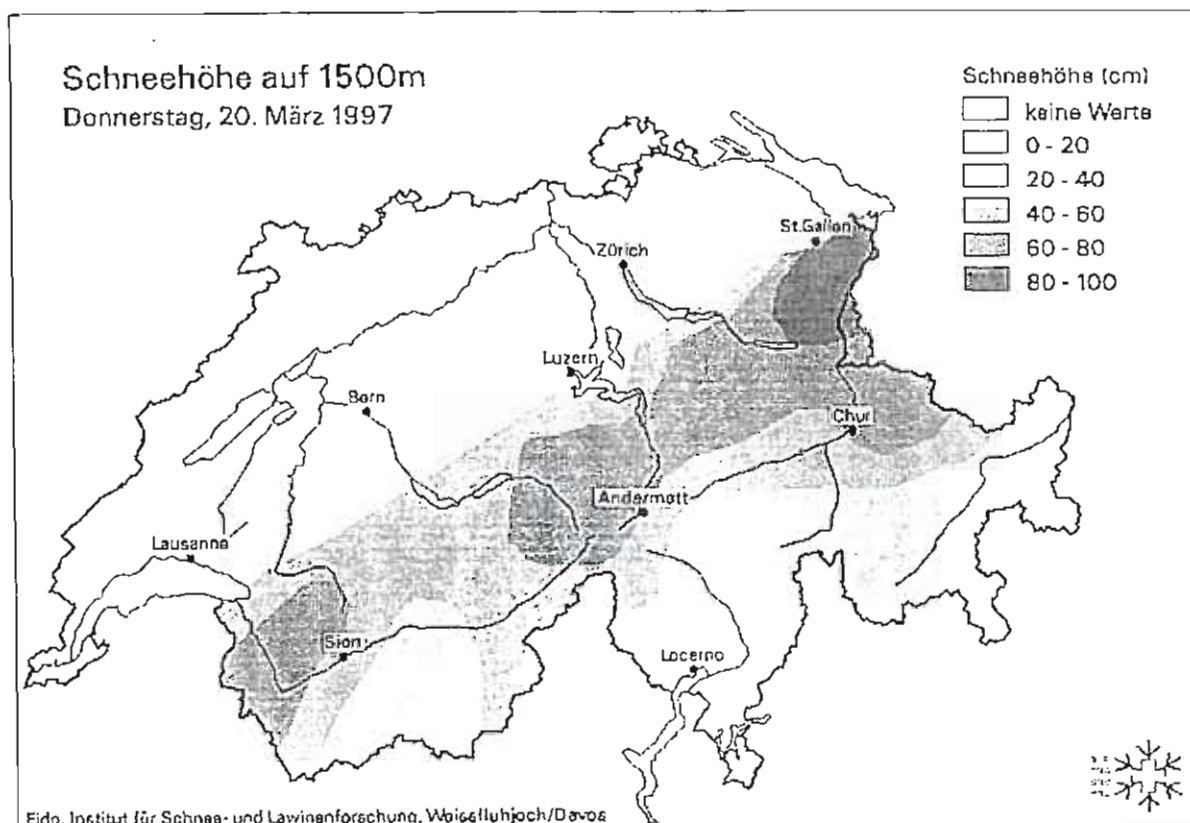 Schneehöhe auf 1500m
Donnerstag, 20. März 1997
Schneehöhe (cm)
keine Werte
0 - 20
20 - 40
40 - 60
60 - 80
80 - 100
St.Gallen
Zürich
Luzern
Bern
Chur
Andermatt
Lausanne
Sion
Locarno
Eidg. Institut für Schnee- und Lawinenforschung, Weissfluhjoch/Davos